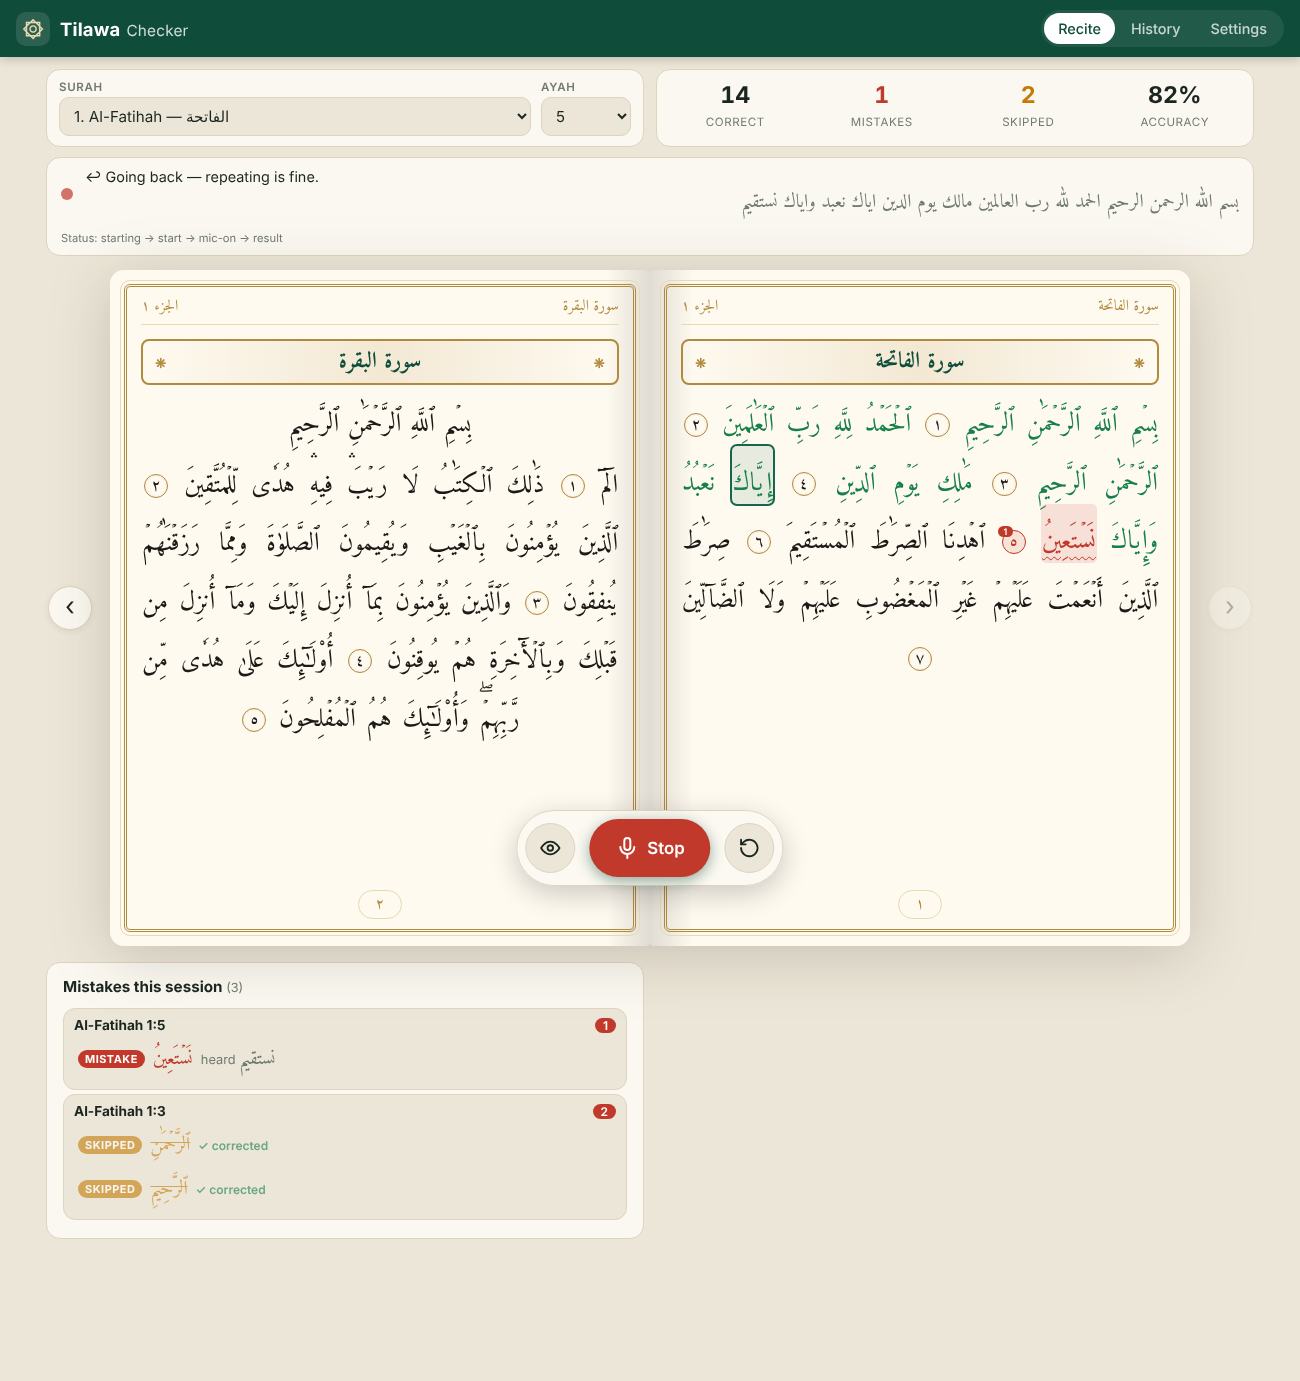 Tilawa Checker
Recite
History
Settings
SURAH
1. Al-Fatihah — الفاتحة
AYAH
5
14
CORRECT
1
MISTAKES
2
SKIPPED
82%
ACCURACY
↩ Going back — repeating is fine.
بسم الله الرحمن الرحيم الحمد لله رب العالمين مالك يوم الدين اياك نعبد واياك نستقيم
Status: starting → start → mic-on → result
سورة الفاتحة
الجزء ١
سورة الفاتحة
بِسۡمِ ٱللَّهِ ٱلرَّحۡمَٰنِ ٱلرَّحِيمِ ١ ٱلۡحَمۡدُ لِلَّهِ رَبِّ ٱلۡعَٰلَمِينَ ٢
ٱلرَّحۡمَٰنِ ٱلرَّحِيمِ ٣ مَٰلِكِ يَوۡمِ ٱلدِّينِ ٤ إِيَّاكَ نَعۡبُدُ
وَإِيَّاكَ نَسۡتَعِينُ ٥ 1 ٱهۡدِنَا ٱلصِّرَٰطَ ٱلۡمُسۡتَقِيمَ ٦ صِرَٰطَ
ٱلَّذِينَ أَنۡعَمۡتَ عَلَيۡهِمۡ غَيۡرِ ٱلۡمَغۡضُوبِ عَلَيۡهِمۡ وَلَا ٱلضَّآلِّينَ
٧
١
سورة البقرة
الجزء ١
سورة البقرة
بِسۡمِ ٱللَّهِ ٱلرَّحۡمَٰنِ ٱلرَّحِيمِ
الٓمٓ ١ ذَٰلِكَ ٱلۡكِتَٰبُ لَا رَيۡبَۛ فِيهِۛ هُدٗى لِّلۡمُتَّقِينَ ٢
ٱلَّذِينَ يُؤۡمِنُونَ بِٱلۡغَيۡبِ وَيُقِيمُونَ ٱلصَّلَوٰةَ وَمِمَّا رَزَقۡنَٰهُمۡ
يُنفِقُونَ ٣ وَٱلَّذِينَ يُؤۡمِنُونَ بِمَآ أُنزِلَ إِلَيۡكَ وَمَآ أُنزِلَ مِن
قَبۡلِكَ وَبِٱلۡأٓخِرَةِ هُمۡ يُوقِنُونَ ٤ أُوْلَٰٓئِكَ عَلَىٰ هُدٗى مِّن
رَّبِّهِمۡۖ وَأُوْلَٰٓئِكَ هُمُ ٱلۡمُفۡلِحُونَ ٥
٢
Stop
Mistakes this session (3)
Al-Fatihah 1:5
1
MISTAKE نَسۡتَعِينُ heard نستقيم
Al-Fatihah 1:3
2
SKIPPED ٱلرَّحۡمَٰنِ ✓ corrected
SKIPPED ٱلرَّحِيمِ ✓ corrected